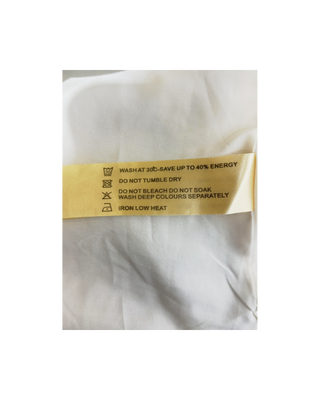 WASH AT 30C-SAVE UP TO 40% ENERGY
DO NOT TUMBLE DRY
DO NOT BLEACH DO NOT SOAK
WASH DEEP COLOURS SEPARATELY
IRON LOW HEAT